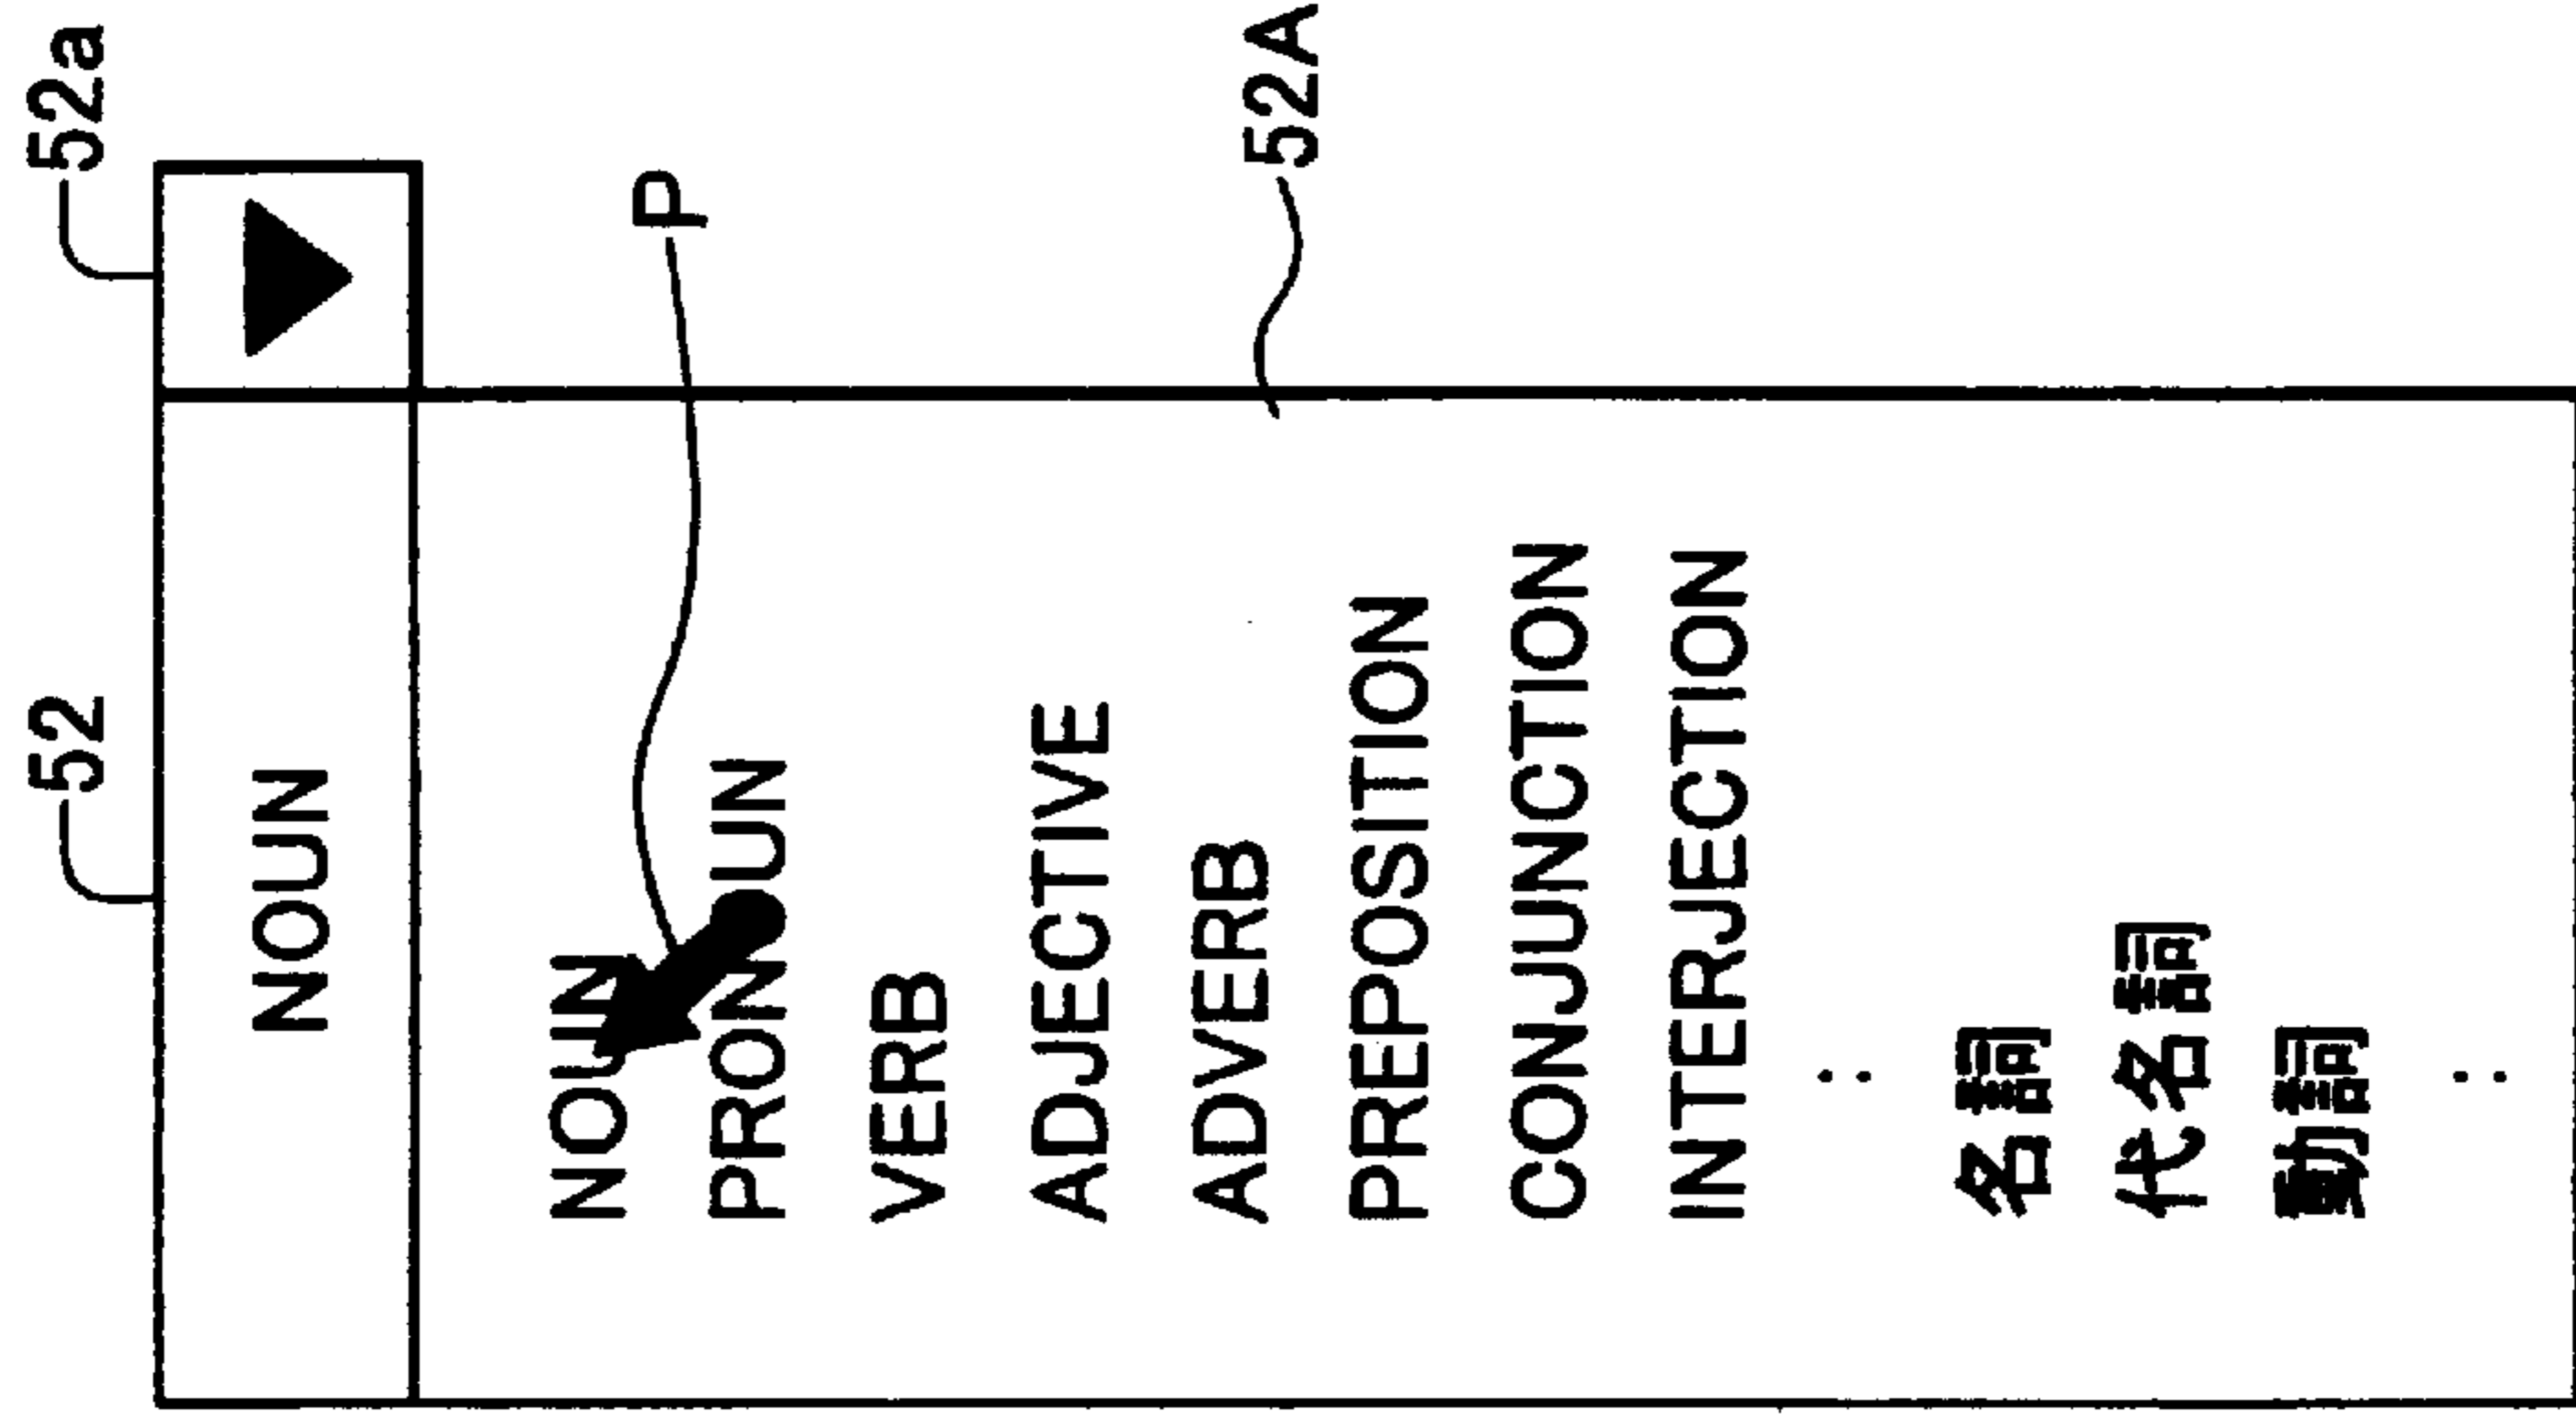 52
52a
NOUN
P
NOUN
PRONOUN
VERB
52A
ADJECTIVE
ADVERB
PREPOSITION
CONJUNCTION
INTERJECTION
:
名詞
代名詞
動詞
: